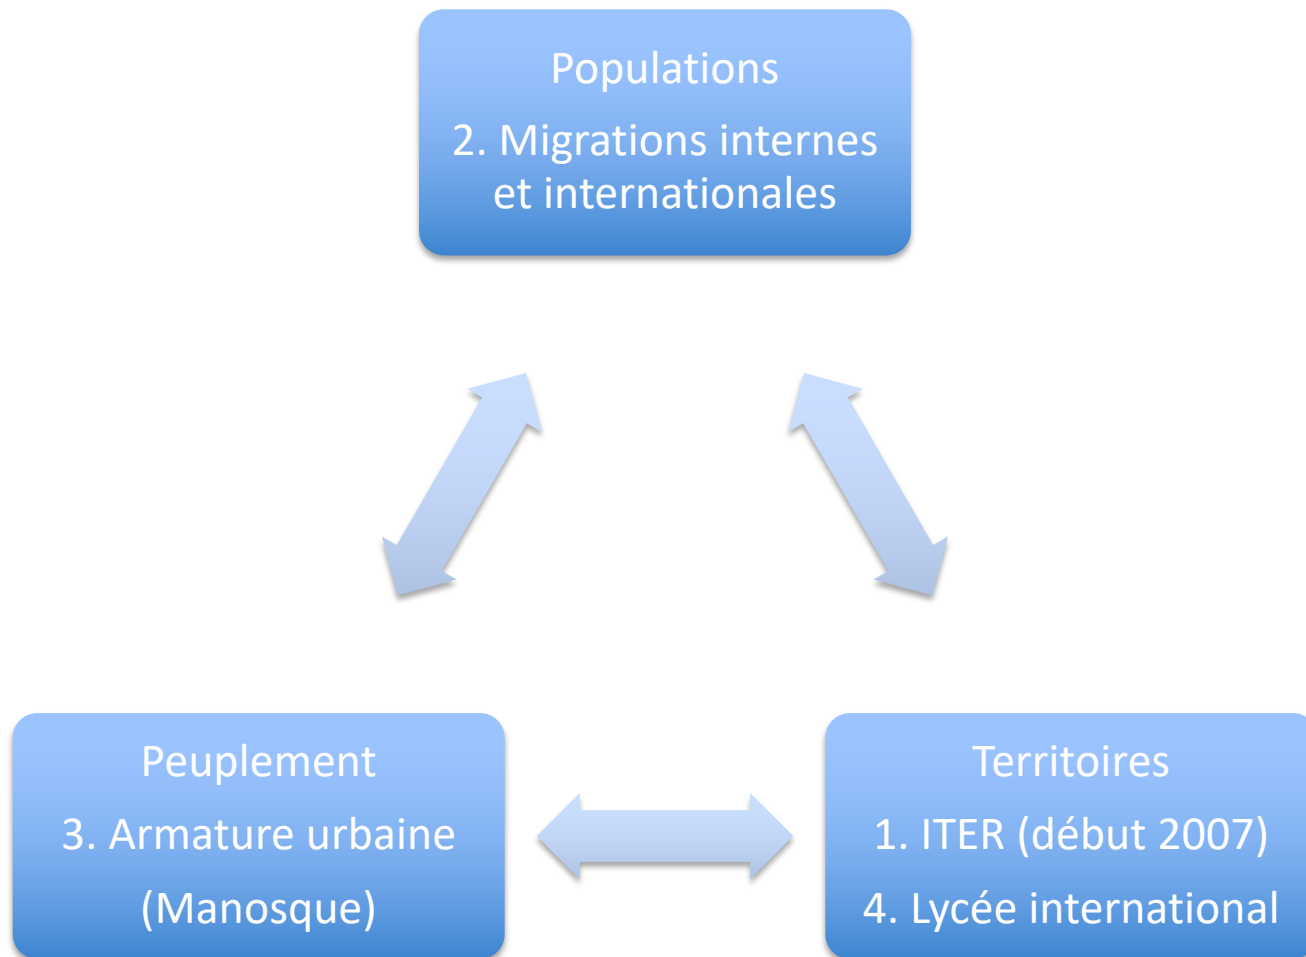 Populations
2. Migrations internes
et internationales
Peuplement
3. Armature urbaine
(Manosque)
Territoires
1. ITER (début 2007)
4. Lycée international